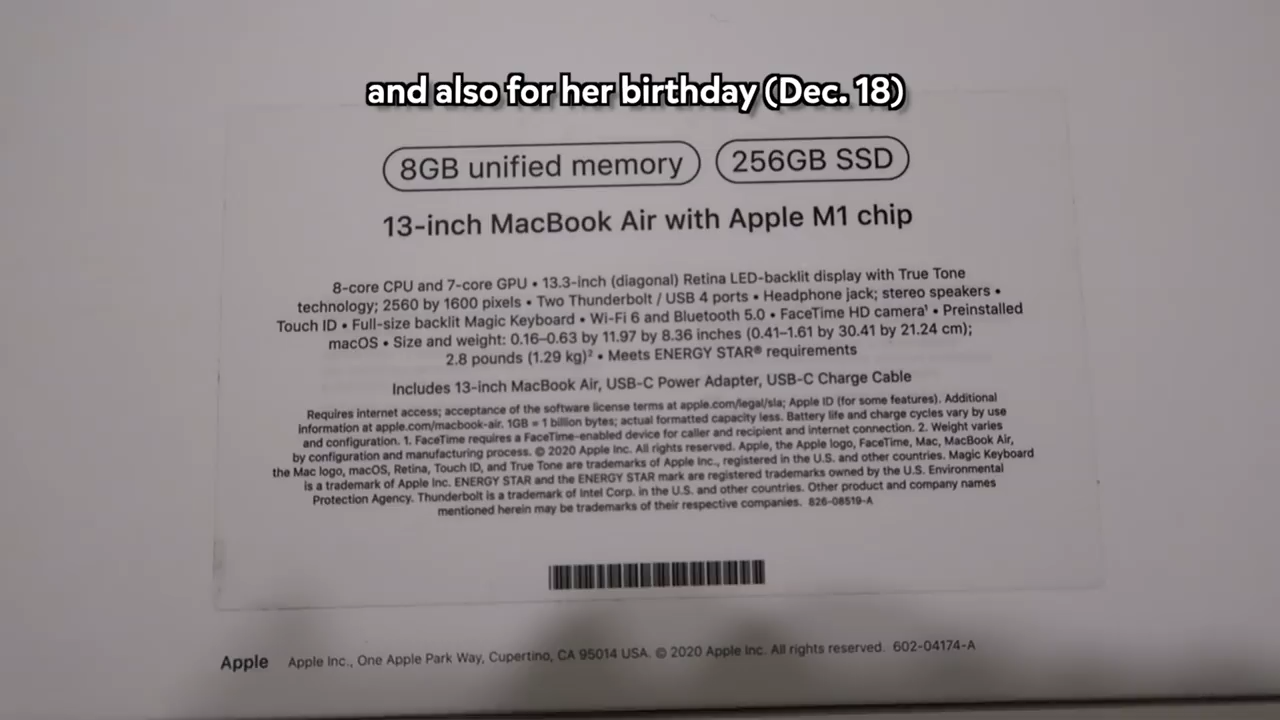 and also for her birthday (Dec. 18)
8GB unified memory 256GB SSD
13-inch MacBook Air with Apple M1 chip
8-core CPU and 7-core GPU • 13.3-inch (diagonal) Retina LED-backlit display with True Tone
technology; 2560 by 1600 pixels • Two Thunderbolt / USB 4 ports • Headphone jack; stereo speakers •
Touch ID • Full-size backlit Magic Keyboard • Wi-Fi 6 and Bluetooth 5.0 • FaceTime HD camera¹ • Preinstalled
macOS • Size and weight: 0.16–0.63 by 11.97 by 8.36 inches (0.41–1.61 by 30.41 by 21.24 cm);
2.8 pounds (1.29 kg)² • Meets ENERGY STAR® requirements
Includes 13-inch MacBook Air, USB-C Power Adapter, USB-C Charge Cable
Requires internet access; acceptance of the software license terms at apple.com/legal/sla; Apple ID (for some features). Additional
information at apple.com/macbook-air. 1GB = 1 billion bytes; actual formatted capacity less. Battery life and charge cycles vary by use
and configuration. 1. FaceTime requires a FaceTime-enabled device for caller and recipient and internet connection. 2. Weight varies
by configuration and manufacturing process. © 2020 Apple Inc. All rights reserved. Apple, the Apple logo, FaceTime, Mac, MacBook Air,
the Mac logo, macOS, Retina, Touch ID, and True Tone are trademarks of Apple Inc., registered in the U.S. and other countries. Magic Keyboard
is a trademark of Apple Inc. ENERGY STAR and the ENERGY STAR mark are registered trademarks owned by the U.S. Environmental
Protection Agency. Thunderbolt is a trademark of Intel Corp. in the U.S. and other countries. Other product and company names
mentioned herein may be trademarks of their respective companies. 826-08519-A
Apple Apple Inc., One Apple Park Way, Cupertino, CA 95014 USA. © 2020 Apple Inc. All rights reserved. 602-04174-A